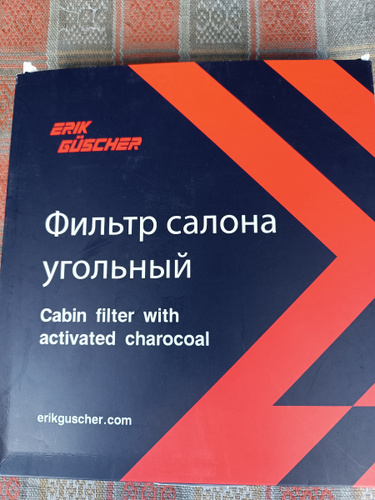 ERIK
GÜSCHER
Фильтр салона
угольный
Cabin filter with
activated charocoal
erikguscher.com